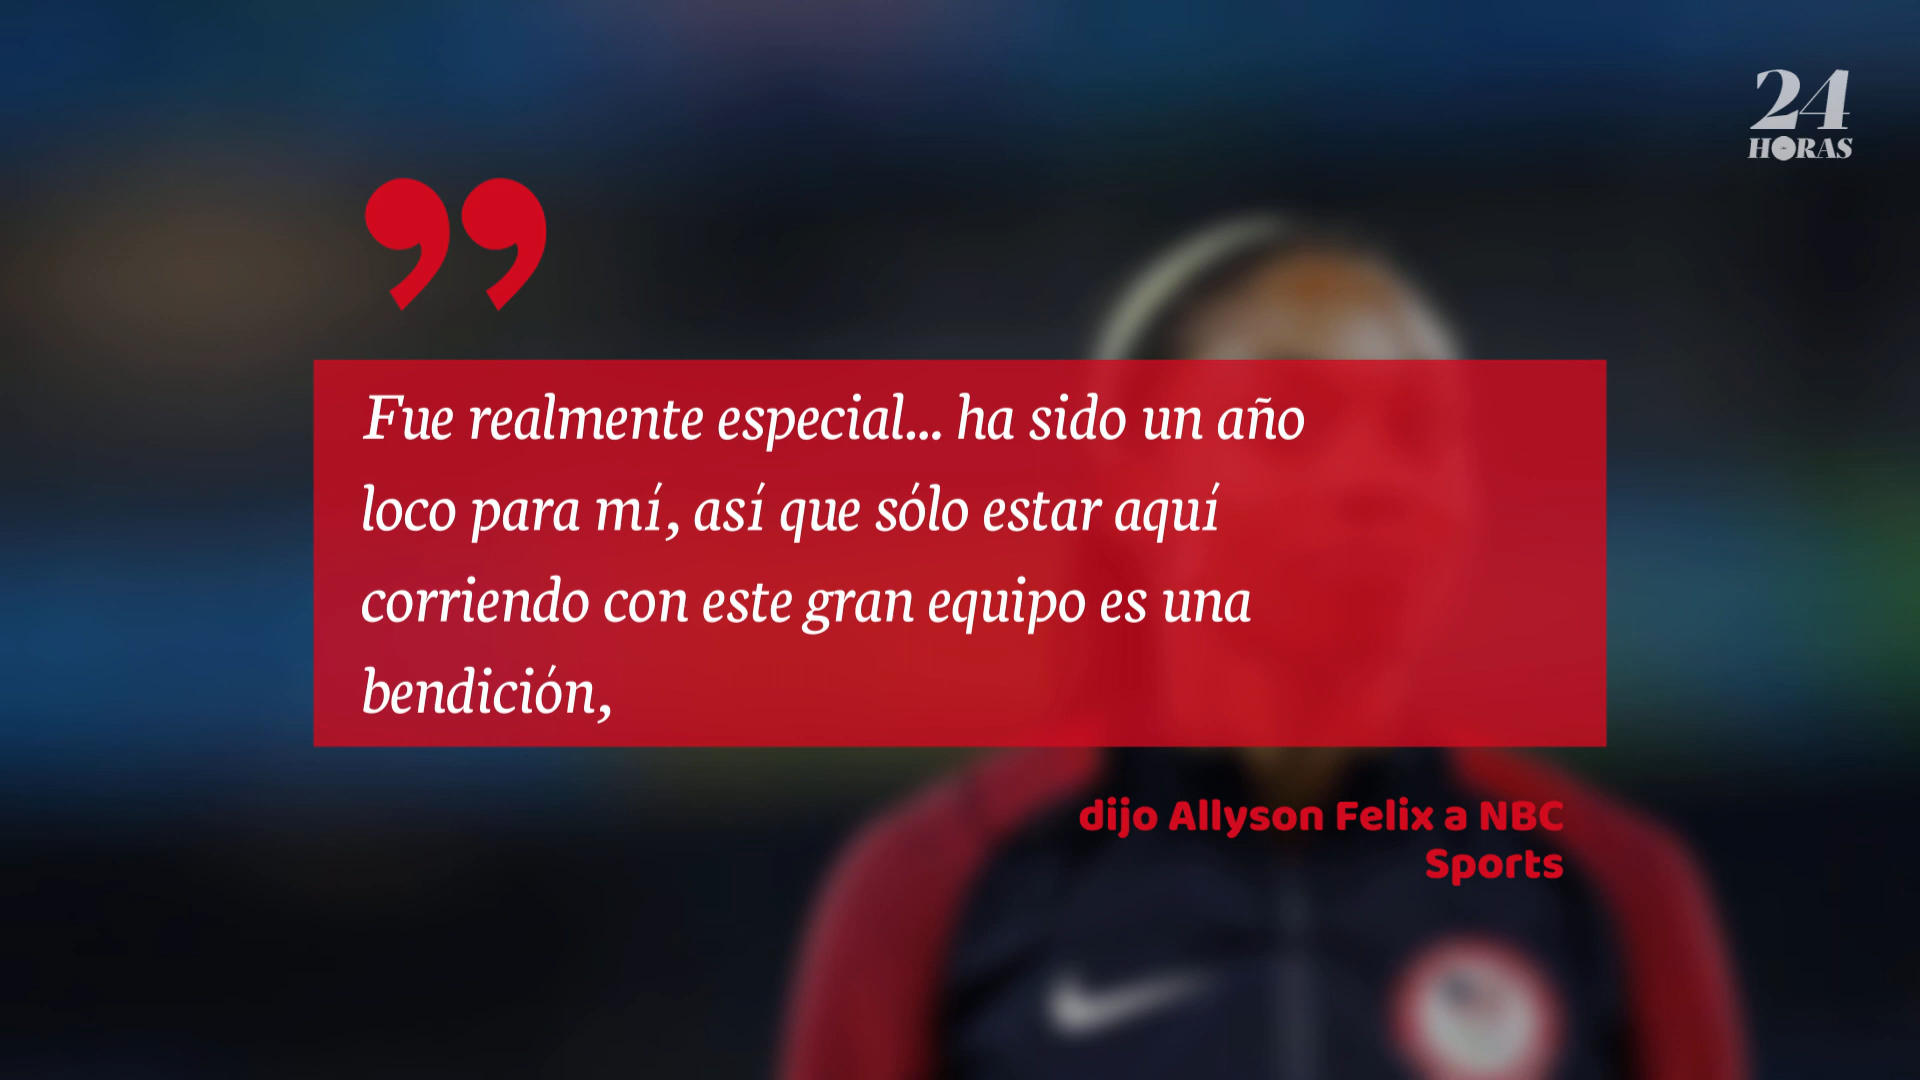 24
HORAS
”
Fue realmente especial... ha sido un año
loco para mí, así que sólo estar aquí
corriendo con este gran equipo es una
bendición,
dijo Allyson Felix a NBC
Sports